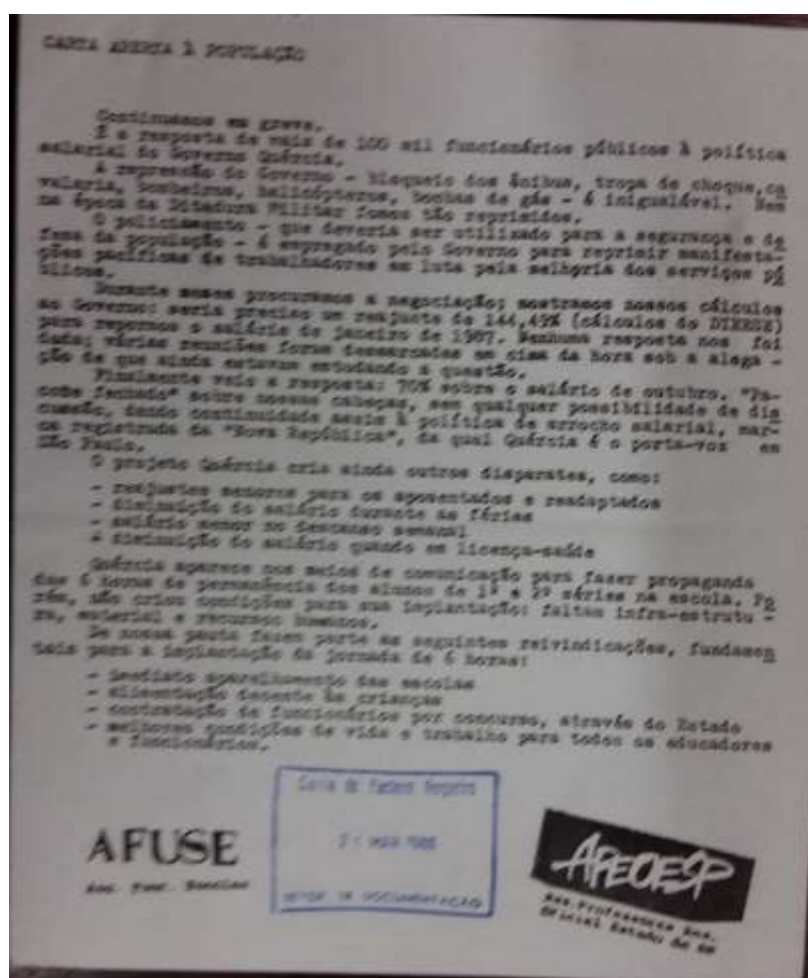 CARTA ABERTA À POPULAÇÃO
Continuamos em greve.
É a resposta de mais de 100 mil funcionários públicos à política
salarial do Governo Quércia.
A repressão do Governo - bloqueio dos ônibus, tropa de choque, ca
valaria, bombeiros, helicópteros, bombas de gás - é inigualável. Nem
na época da Ditadura Militar fomos tão reprimidos.
O policiamento - que deveria ser utilizado para a segurança e de
fesa da população - é empregado pelo Governo para reprimir manifesta-
ções pacíficas de trabalhadores em luta pela melhoria dos serviços pú
blicos.
Durante meses procuramos a negociação; mostramos nossos cálculos
ao Governo: seria preciso um reajuste de 144,49% (cálculos do DIEESE)
para repormos o salário de janeiro de 1987. Nenhuma resposta nos foi
dada; várias reuniões foram desmarcadas em cima da hora sob a alega -
ção de que ainda estavam estudando a questão.
Finalmente veio a resposta: 70% sobre o salário de outubro. "Pa-
cote fechado" sobre nossas cabeças, sem qualquer possibilidade de dis
cussão, dando continuidade assim à política de arrocho salarial, mar-
ca registrada da "Nova República", da qual Quércia é o porta-voz em
São Paulo.
O projeto Quércia cria ainda outros disparates, como:
- reajustes menores para os aposentados e readaptados
- diminuição do salário durante as férias
- salário menor no descanso semanal
- diminuição do salário quando em licença-saúde
Quércia aparece nos meios de comunicação para fazer propaganda
das 6 horas de permanência dos alunos de 1ª e 2ª séries na escola. Po
rém, não criou condições para sua implantação: faltam infra-estrutu -
ra, material e recursos humanos.
De nossa pauta fazem parte as seguintes reivindicações, fundamen
tais para a implantação da jornada de 6 horas:
- imediato aparelhamento das escolas
- alimentação decente às crianças
- contratação de funcionários por concurso, através do Estado
- melhores condições de vida e trabalho para todos os educadores
e funcionários.
AFUSE
Ass. Func. Escolas
SETOR DE DOCUMENTAÇÃO
APEOESP
Ass. Professores Ens.
Oficial Estado de SP